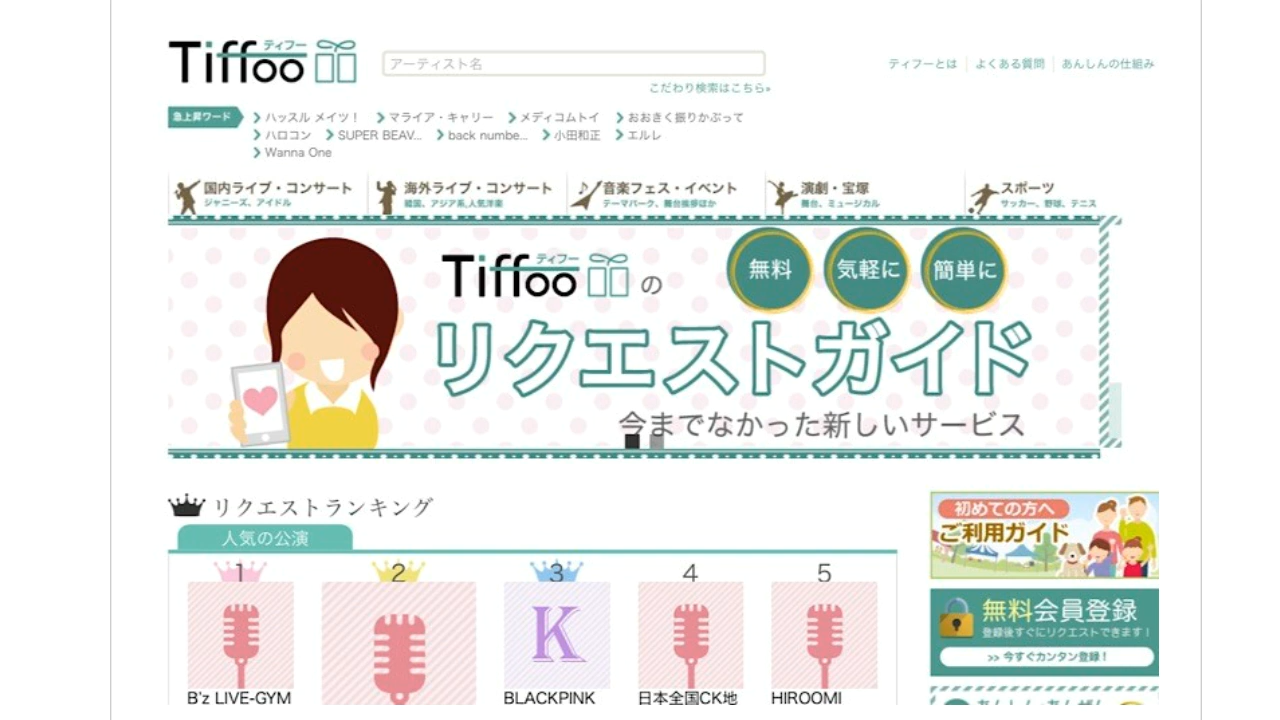 Tiffoo ティフー
アーティスト名
ティフーとは よくある質問 あんしんの仕組み
こだわり検索はこちら»
急上昇ワード ハッスル メイツ！ マライア・キャリー メディコムトイ おおきく振りかぶって
ハロコン SUPER BEAV... back numbe... 小田和正 エルレ
Wanna One
国内ライブ・コンサート 海外ライブ・コンサート 音楽フェス・イベント 演劇・宝塚 スポーツ
ジャニーズ、アイドル 韓国、アジア系,人気洋楽 テーマパーク、舞台挨拶ほか 舞台、ミュージカル サッカー、野球、テニス
Tiffoo ティフー の 無料 気軽に 簡単に
リクエストガイド
今までなかった新しいサービス
リクエストランキング
人気の公演
1 2 3 4 5
K
B'z LIVE-GYM BLACKPINK 日本全国CK地 HIROOMI
初めての方へ
ご利用ガイド
無料会員登録
登録後すぐにリクエストできます！
>> 今すぐカンタン登録！